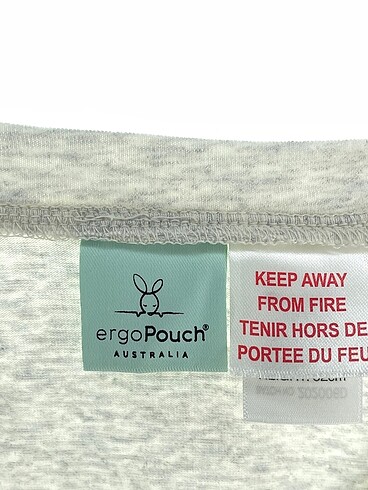 ergoPouch®
AUSTRALIA
KEEP AWAY
FROM FIRE
TENIR HORS DE
PORTEE DU FEU